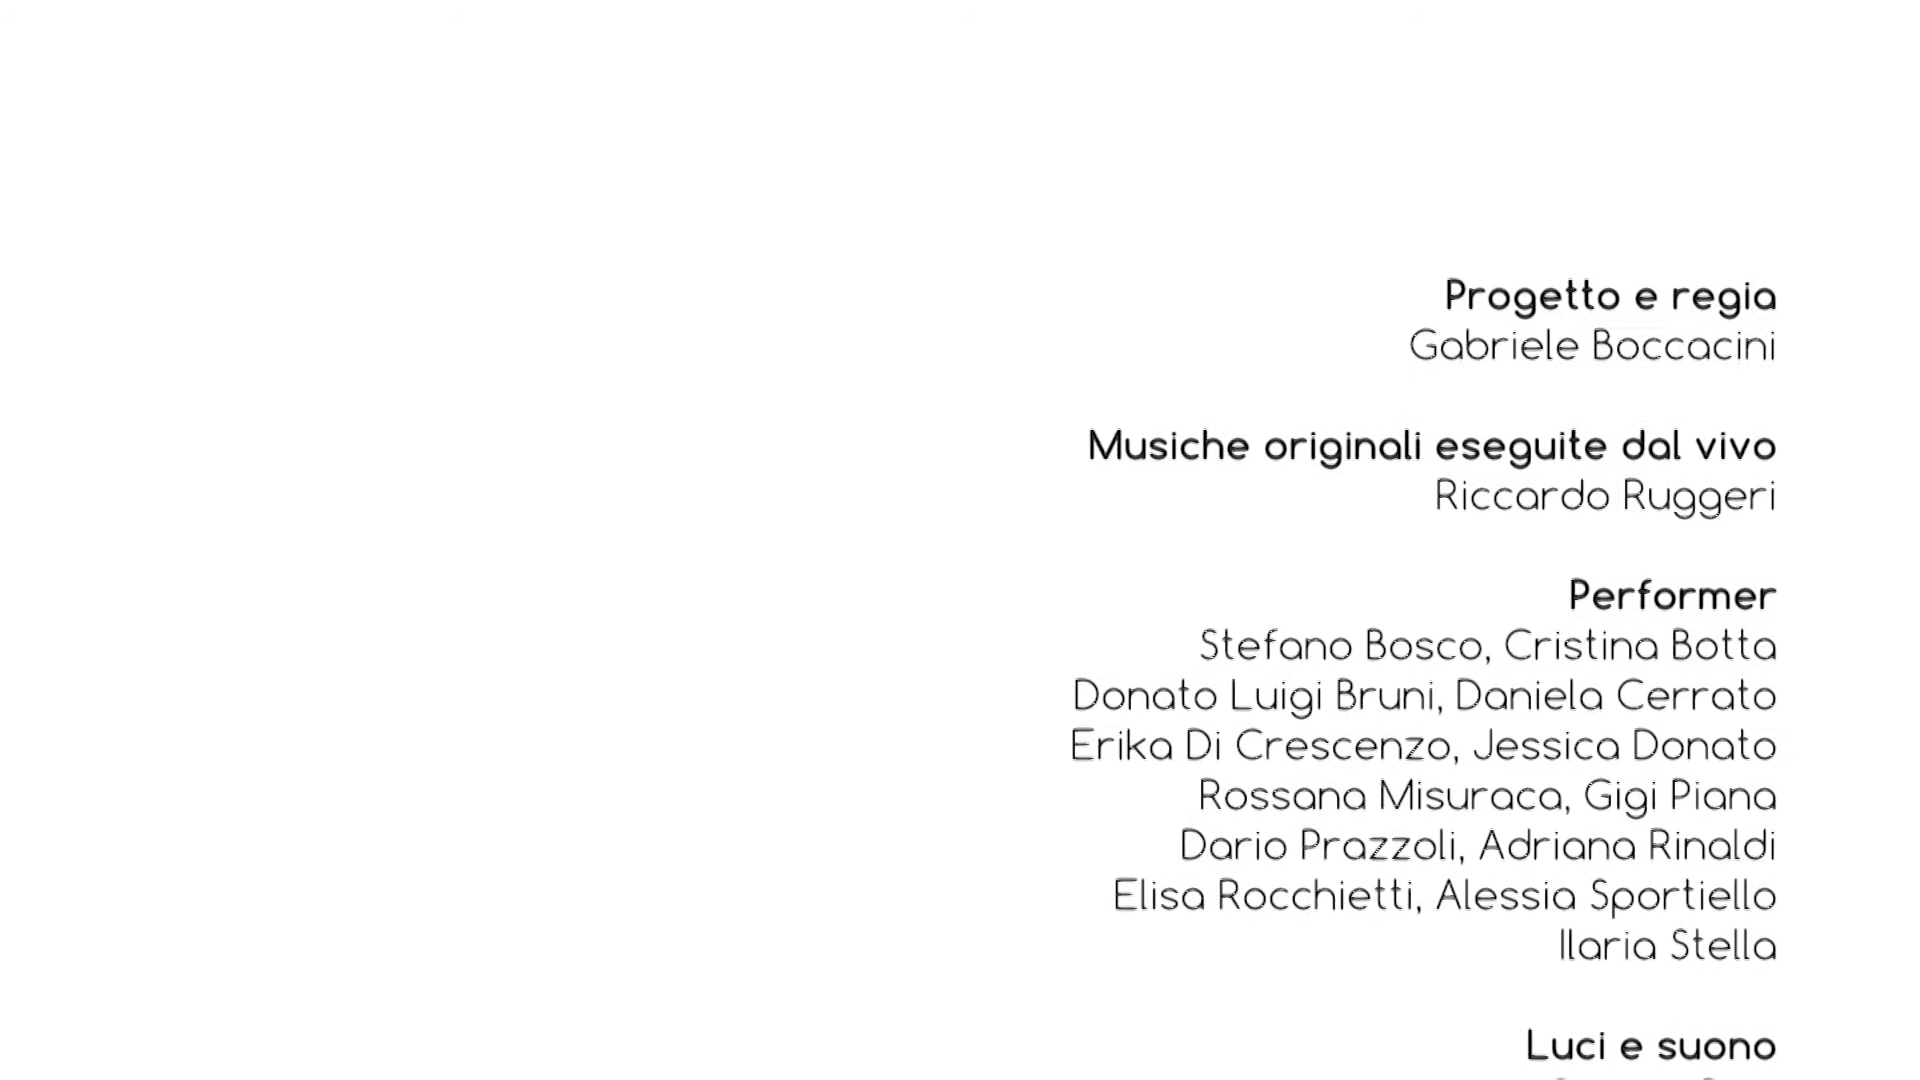 Progetto e regia
Gabriele Boccacini
Musiche originali eseguite dal vivo
Riccardo Ruggeri
Performer
Stefano Bosco, Cristina Botta
Donato Luigi Bruni, Daniela Cerrato
Erika Di Crescenzo, Jessica Donato
Rossana Misuraca, Gigi Piana
Dario Prazzoli, Adriana Rinaldi
Elisa Rocchietti, Alessia Sportiello
Ilaria Stella
Luci e suono